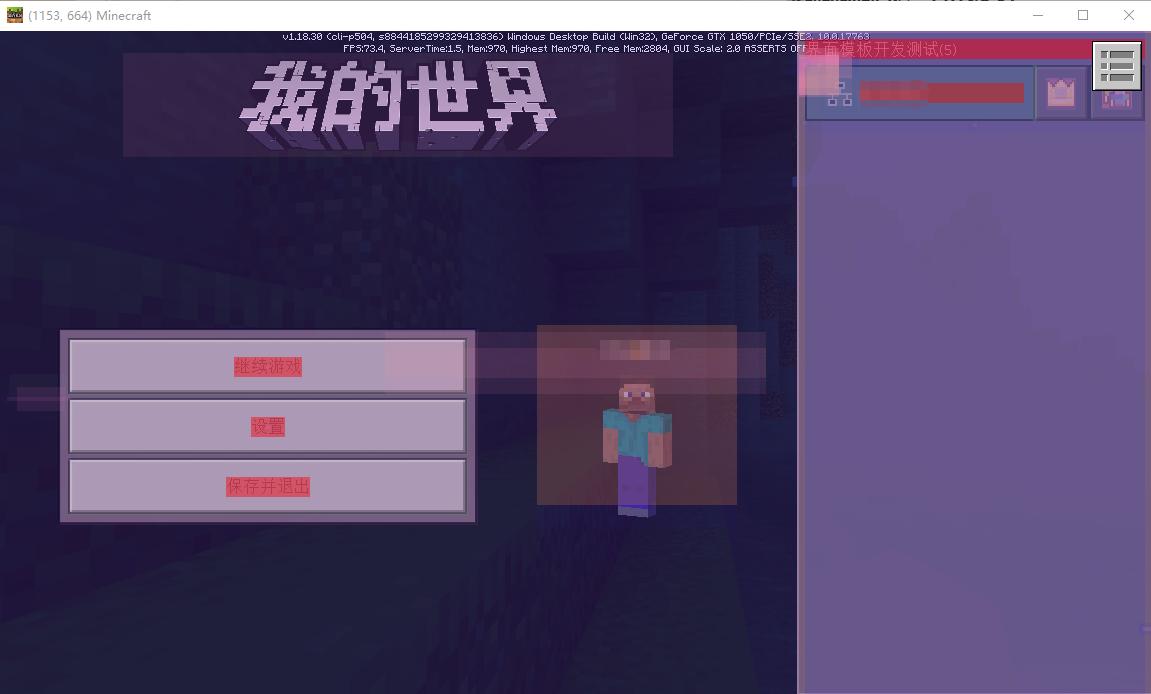 (1153, 664) Minecraft
v1.18.30 (cli-p504, s88441852993294138​36) Windows Desktop Build (Win32), GeForce GTX 1050/PCIe/SSE2, 10.0.17763
FPS:73.4, ServerTime:1.5, Mem:970, Highest Mem:970, Free Mem:2804, GUI Scale: 2.0 ASSERTS OFF
界面模板开发测试(5)
我的世界
继续游戏
设置
保存并退出